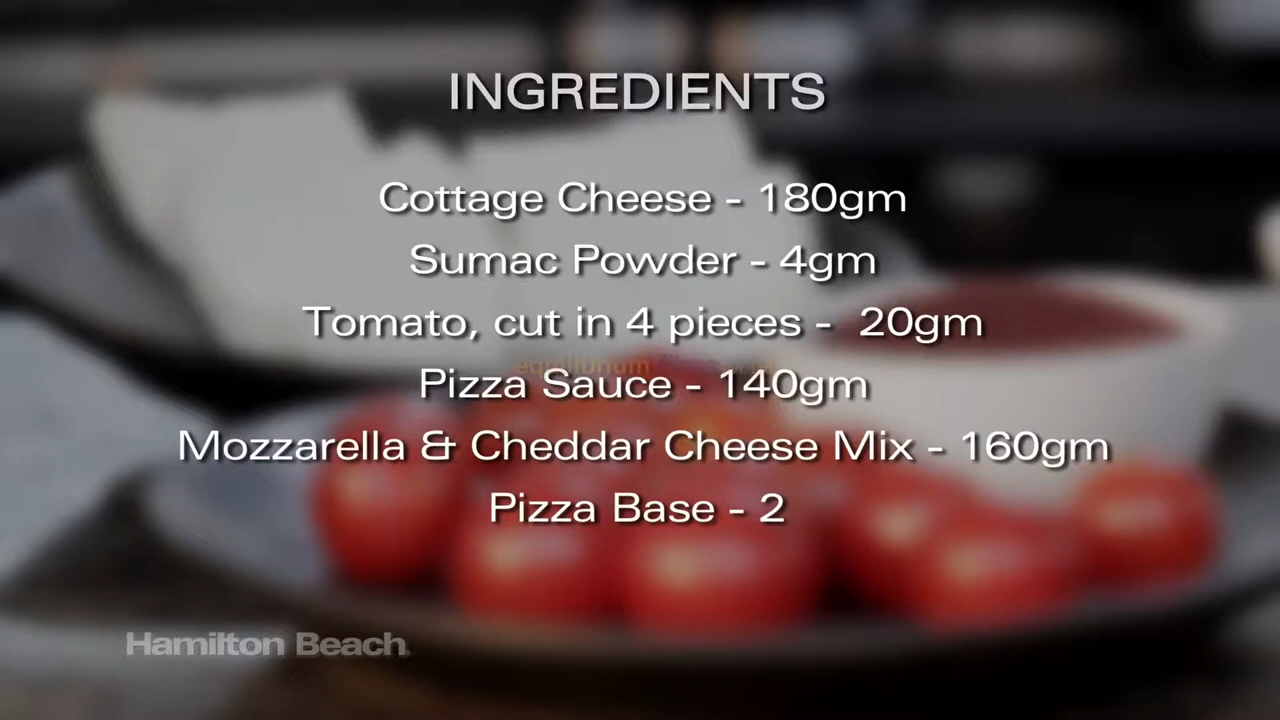 INGREDIENTS
Cottage Cheese - 180gm
Sumac Powder - 4gm
Tomato, cut in 4 pieces - 20gm
equilibrium
Pizza Sauce - 140gm
Mozzarella & Cheddar Cheese Mix - 160gm
Pizza Base - 2
Hamilton Beach